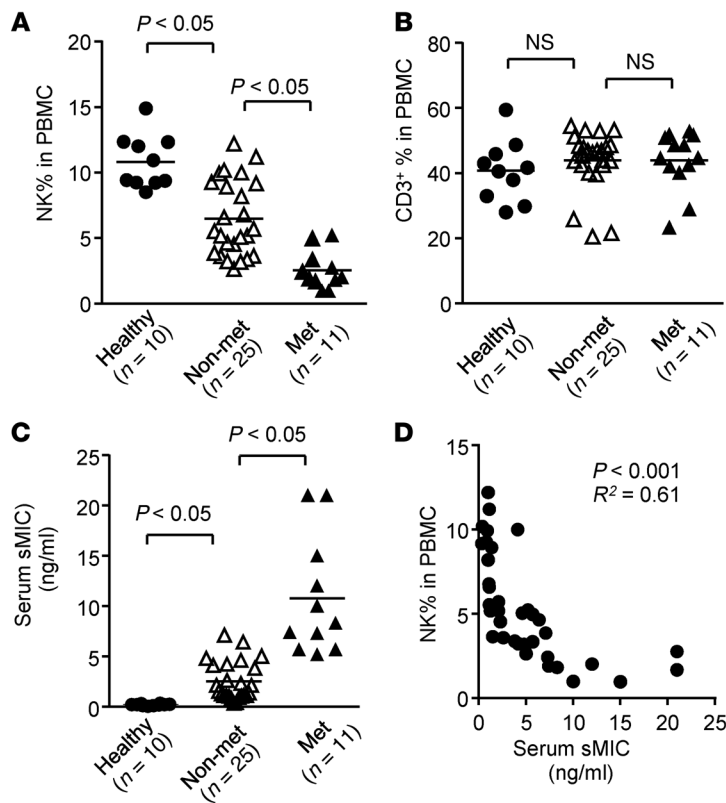 A
P < 0.05
P < 0.05
NK% in PBMC
20
15
10
5
0
Healthy
(n = 10)
Non-met
(n = 25)
Met
(n = 11)
B
NS
NS
CD3+ % in PBMC
80
60
40
20
0
Healthy
(n = 10)
Non-met
(n = 25)
Met
(n = 11)
C
P < 0.05
P < 0.05
Serum sMIC)
(ng/ml)
25
20
15
10
5
0
Healthy
(n = 10)
Non-met
(n = 25)
Met
(n = 11)
D
P < 0.001
R² = 0.61
NK% in PBMC
15
10
5
0
0 5 10 15 20 25
Serum sMIC
(ng/ml)